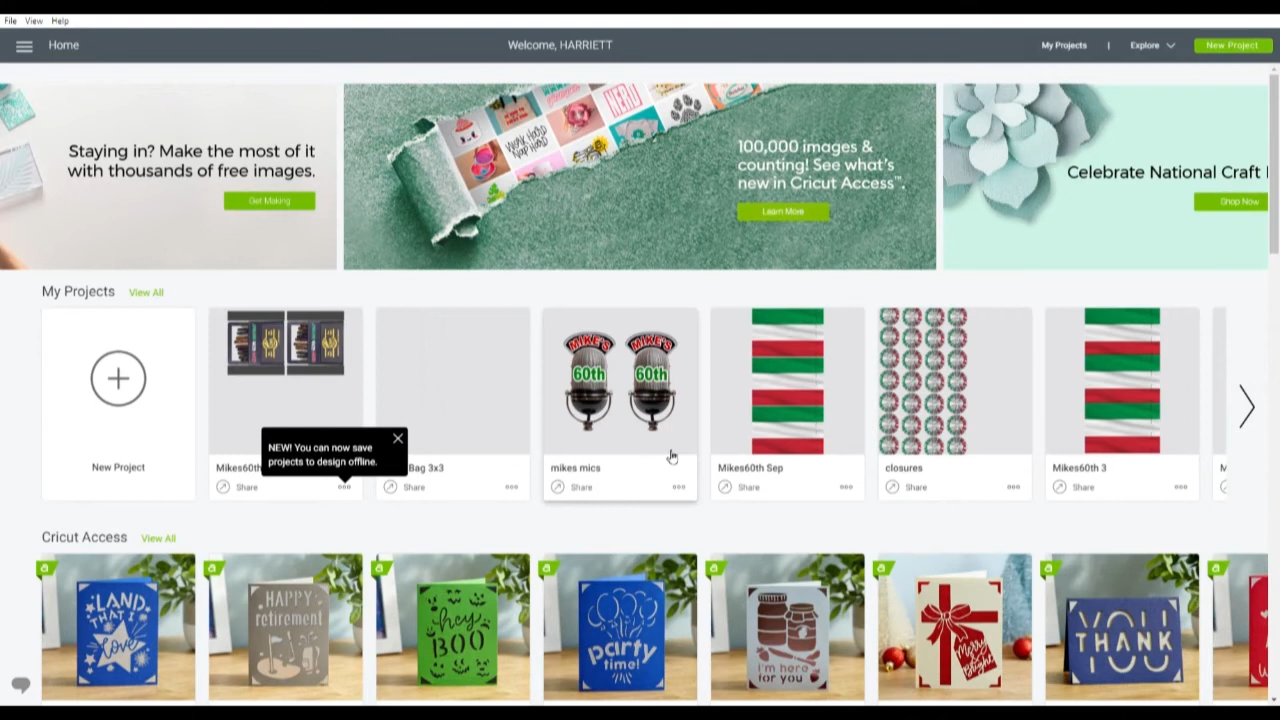 File View Help
Home
Welcome, HARRIETT
My Projects | Explore
New Project
Staying in? Make the most of it
with thousands of free images.
Get Making
WORK HARD
NAP HARD
NERD
100,000 images &
counting! See what's
new in Cricut Access™.
Learn More
Celebrate National Craft
Shop Now
My Projects View All
New Project
NEW! You can now save
projects to design offline.
Mikes60th
Share
Bag 3x3
Share
MIKE'S
60th
MIKE'S
60th
mikes mics
Share
Mikes60th Sep
Share
closures
Share
Mikes60th 3
Share
Cricut Access View All
LAND
THAT I
love
HAPPY
retirement
hey
BOO
party
time!
i'm here
for you
Merry
& Bright
YOU
THANK